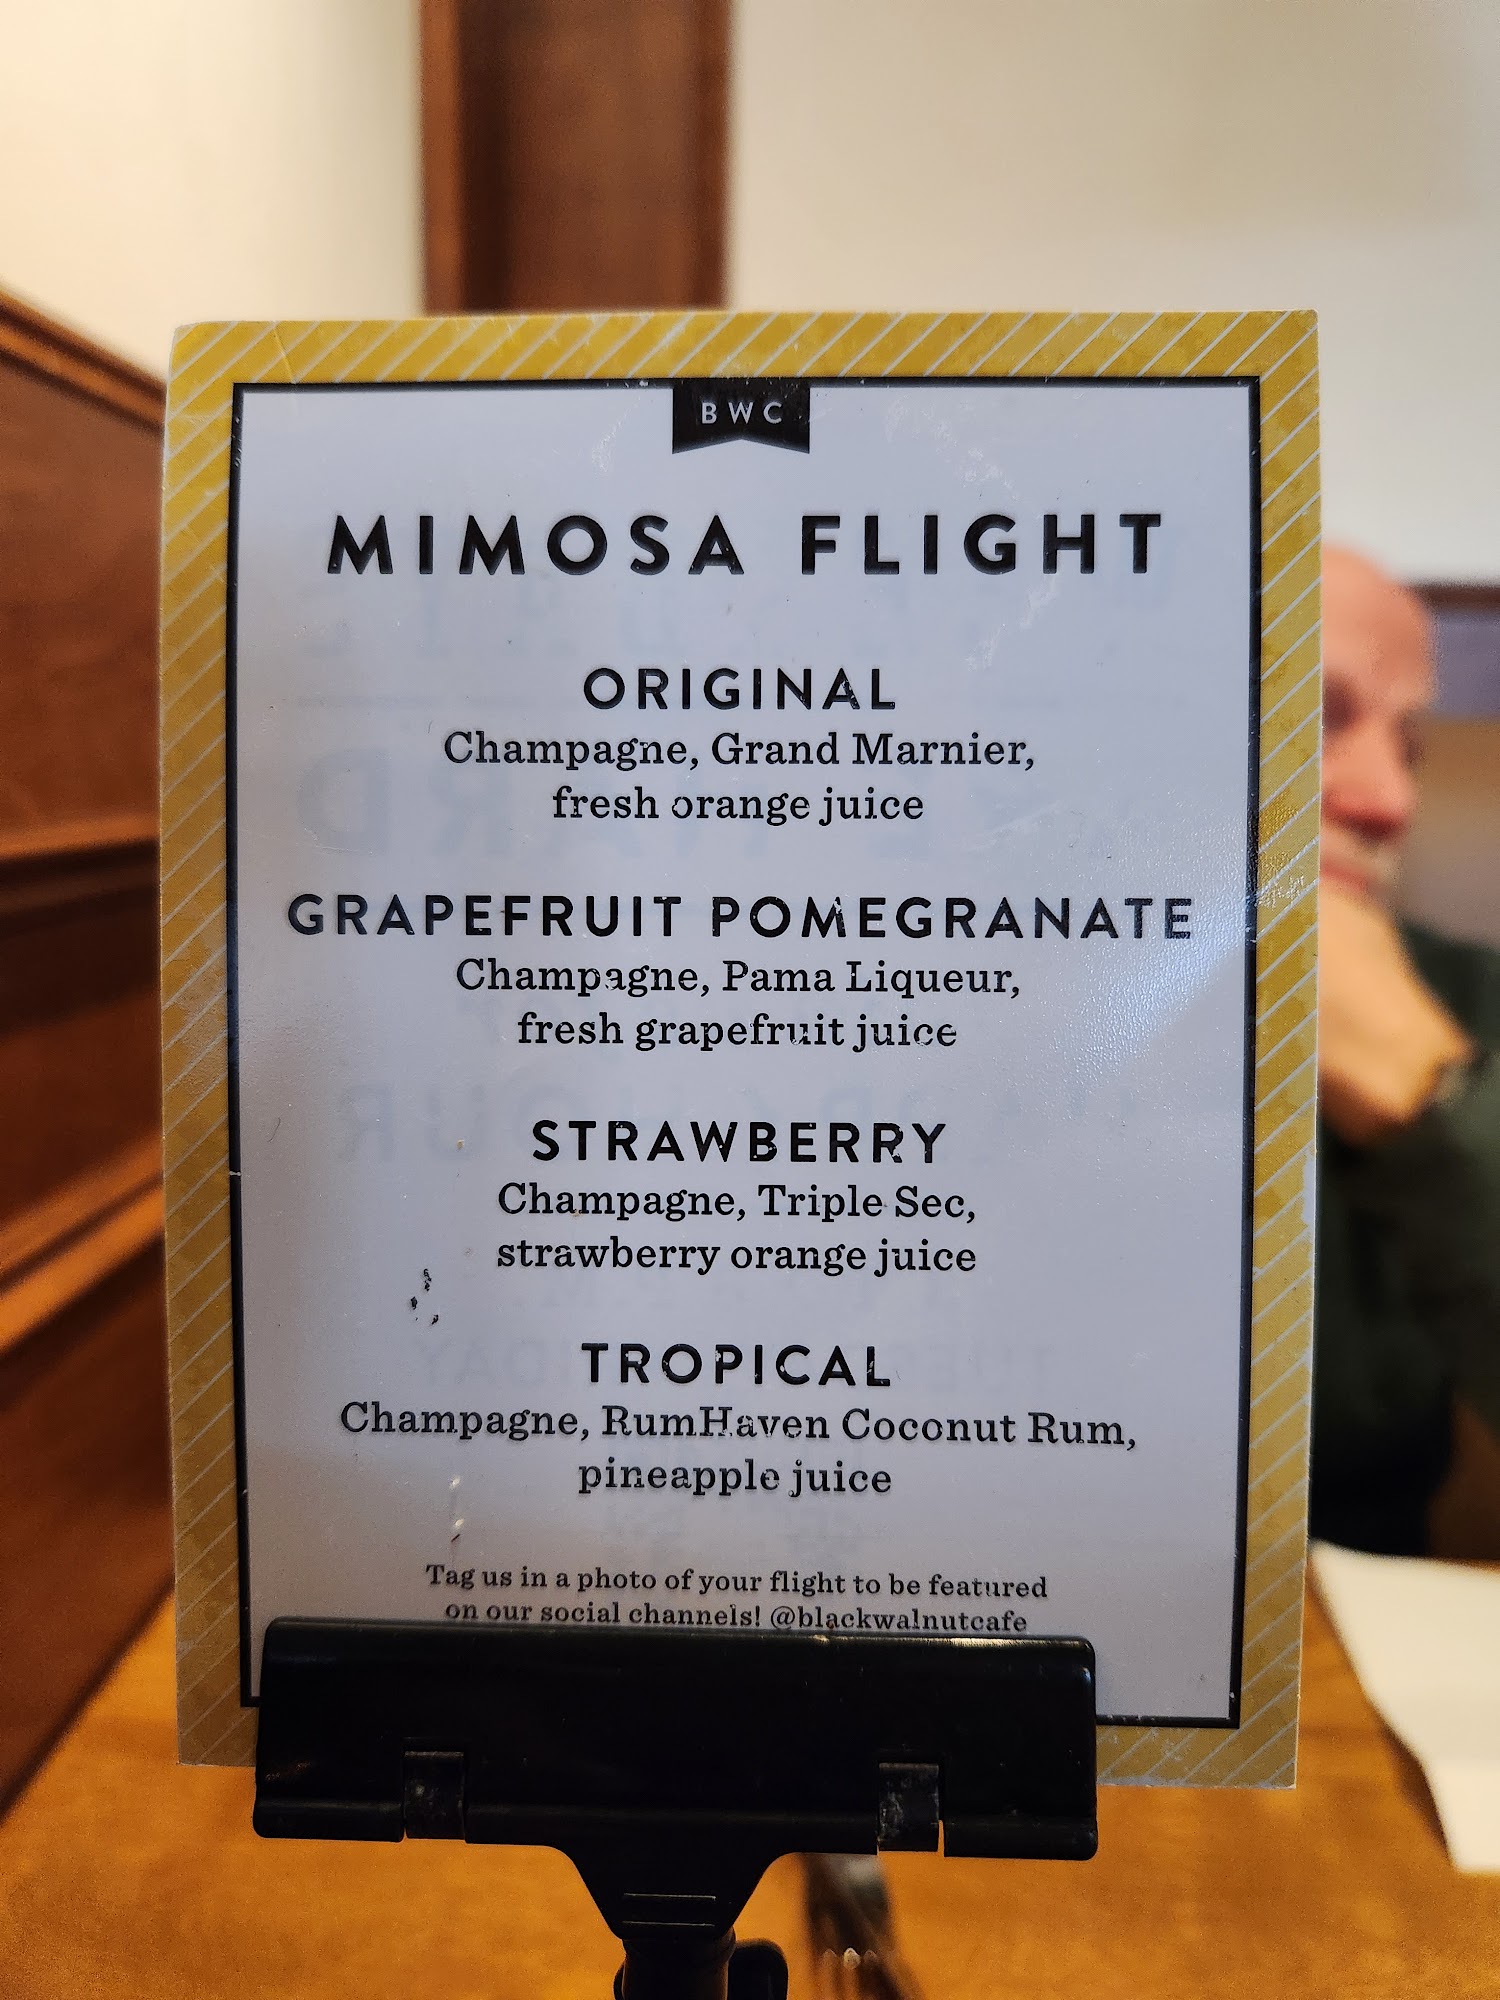 BWC
MIMOSA FLIGHT
ORIGINAL
Champagne, Grand Marnier,
fresh orange juice
GRAPEFRUIT POMEGRANATE
Champagne, Pama Liqueur,
fresh grapefruit juice
STRAWBERRY
Champagne, Triple Sec,
strawberry orange juice
TROPICAL
Champagne, RumHaven Coconut Rum,
pineapple juice
Tag us in a photo of your flight to be featured
on our social channels! @blackwalnutcafe